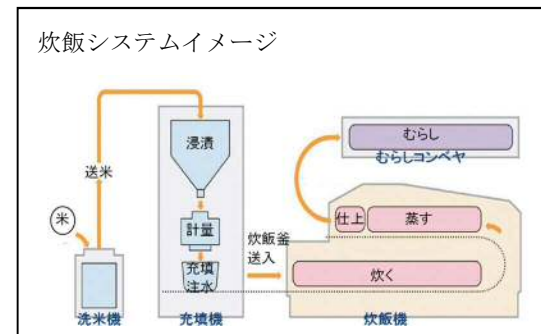 炊飯システムイメージ
米
送米
洗米機
浸漬
計量
充填
注水
充填機
炊飯釜
送入
炊く
蒸す
仕上
炊飯機
むらし
むらしコンベヤ